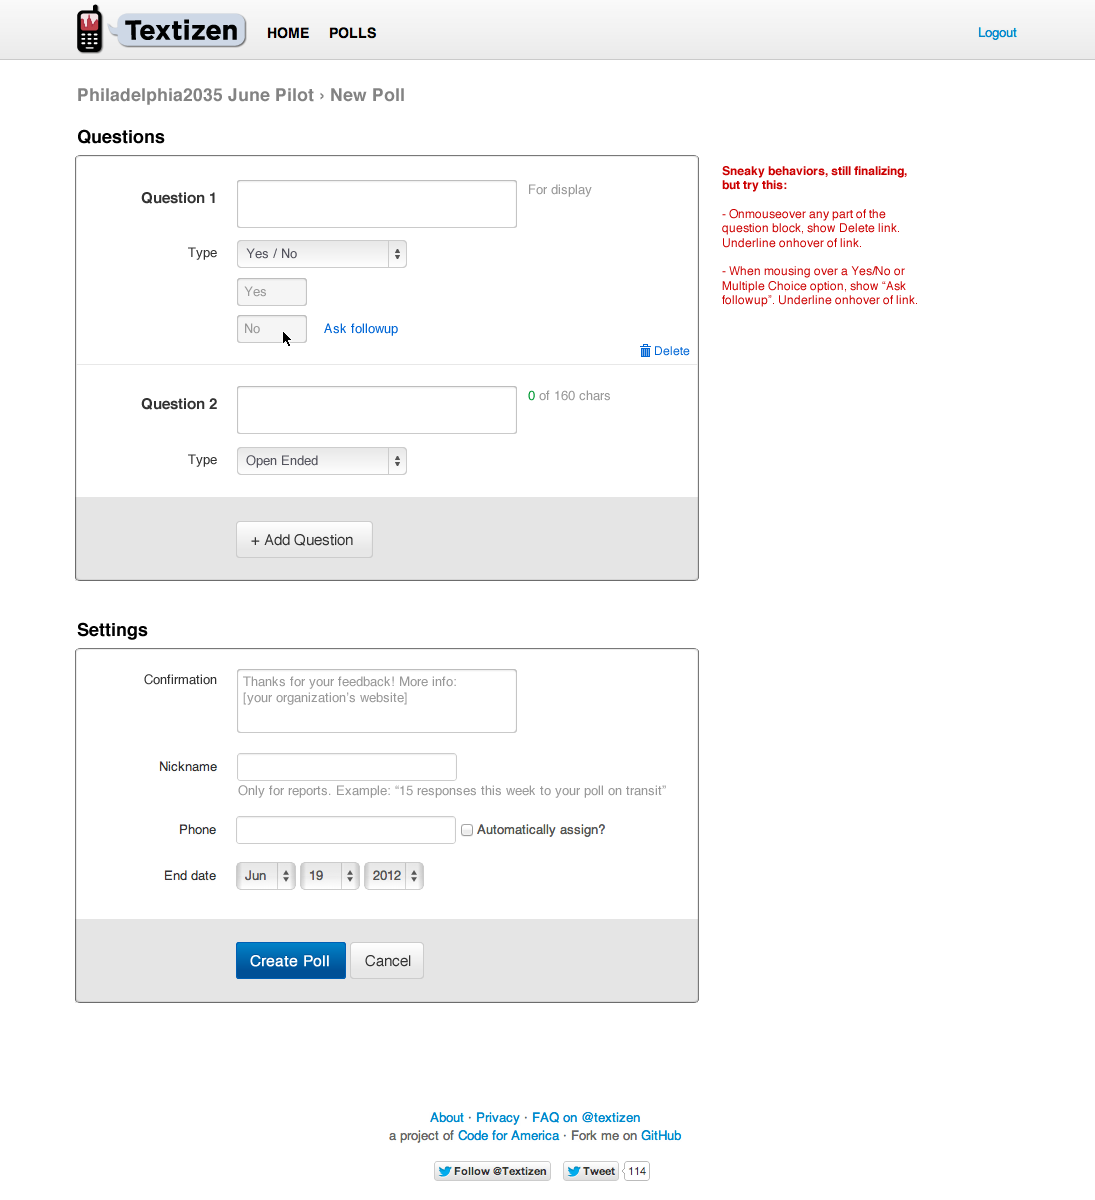 Textizen HOME POLLS Logout
Philadelphia2035 June Pilot › New Poll
Questions
Question 1
For display
Type
Yes / No
Yes
No
Ask followup
Delete
Question 2
0 of 160 chars
Type
Open Ended
+ Add Question
Sneaky behaviors, still finalizing,
but try this:
- Onmouseover any part of the
question block, show Delete link.
Underline onhover of link.
- When mousing over a Yes/No or
Multiple Choice option, show “Ask
followup”. Underline onhover of link.
Settings
Confirmation
Thanks for your feedback! More info:
[your organization's website]
Nickname
Only for reports. Example: “15 responses this week to your poll on transit”
Phone
Automatically assign?
End date
Jun 19 2012
Create Poll Cancel
About · Privacy · FAQ on @textizen
a project of Code for America · Fork me on GitHub
Follow @Textizen Tweet 114